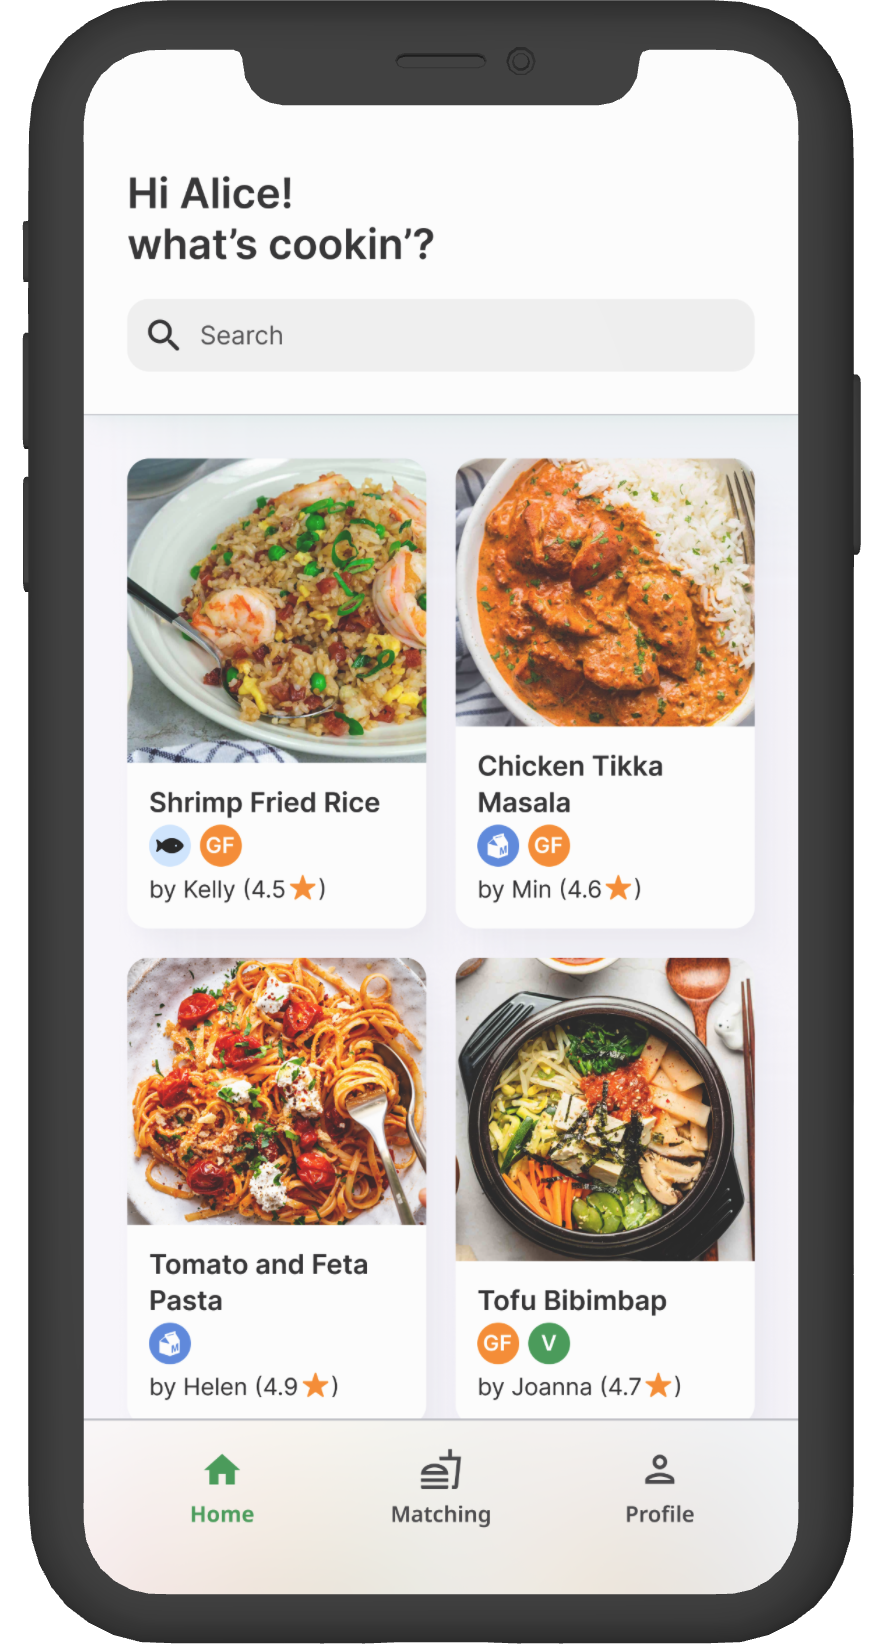 Hi Alice!
what’s cookin’?
Search
Shrimp Fried Rice
GF
by Kelly (4.5★)
Chicken Tikka
Masala
M GF
by Min (4.6★)
Tomato and Feta
Pasta
M
by Helen (4.9★)
Tofu Bibimbap
GF V
by Joanna (4.7★)
Home
Matching
Profile